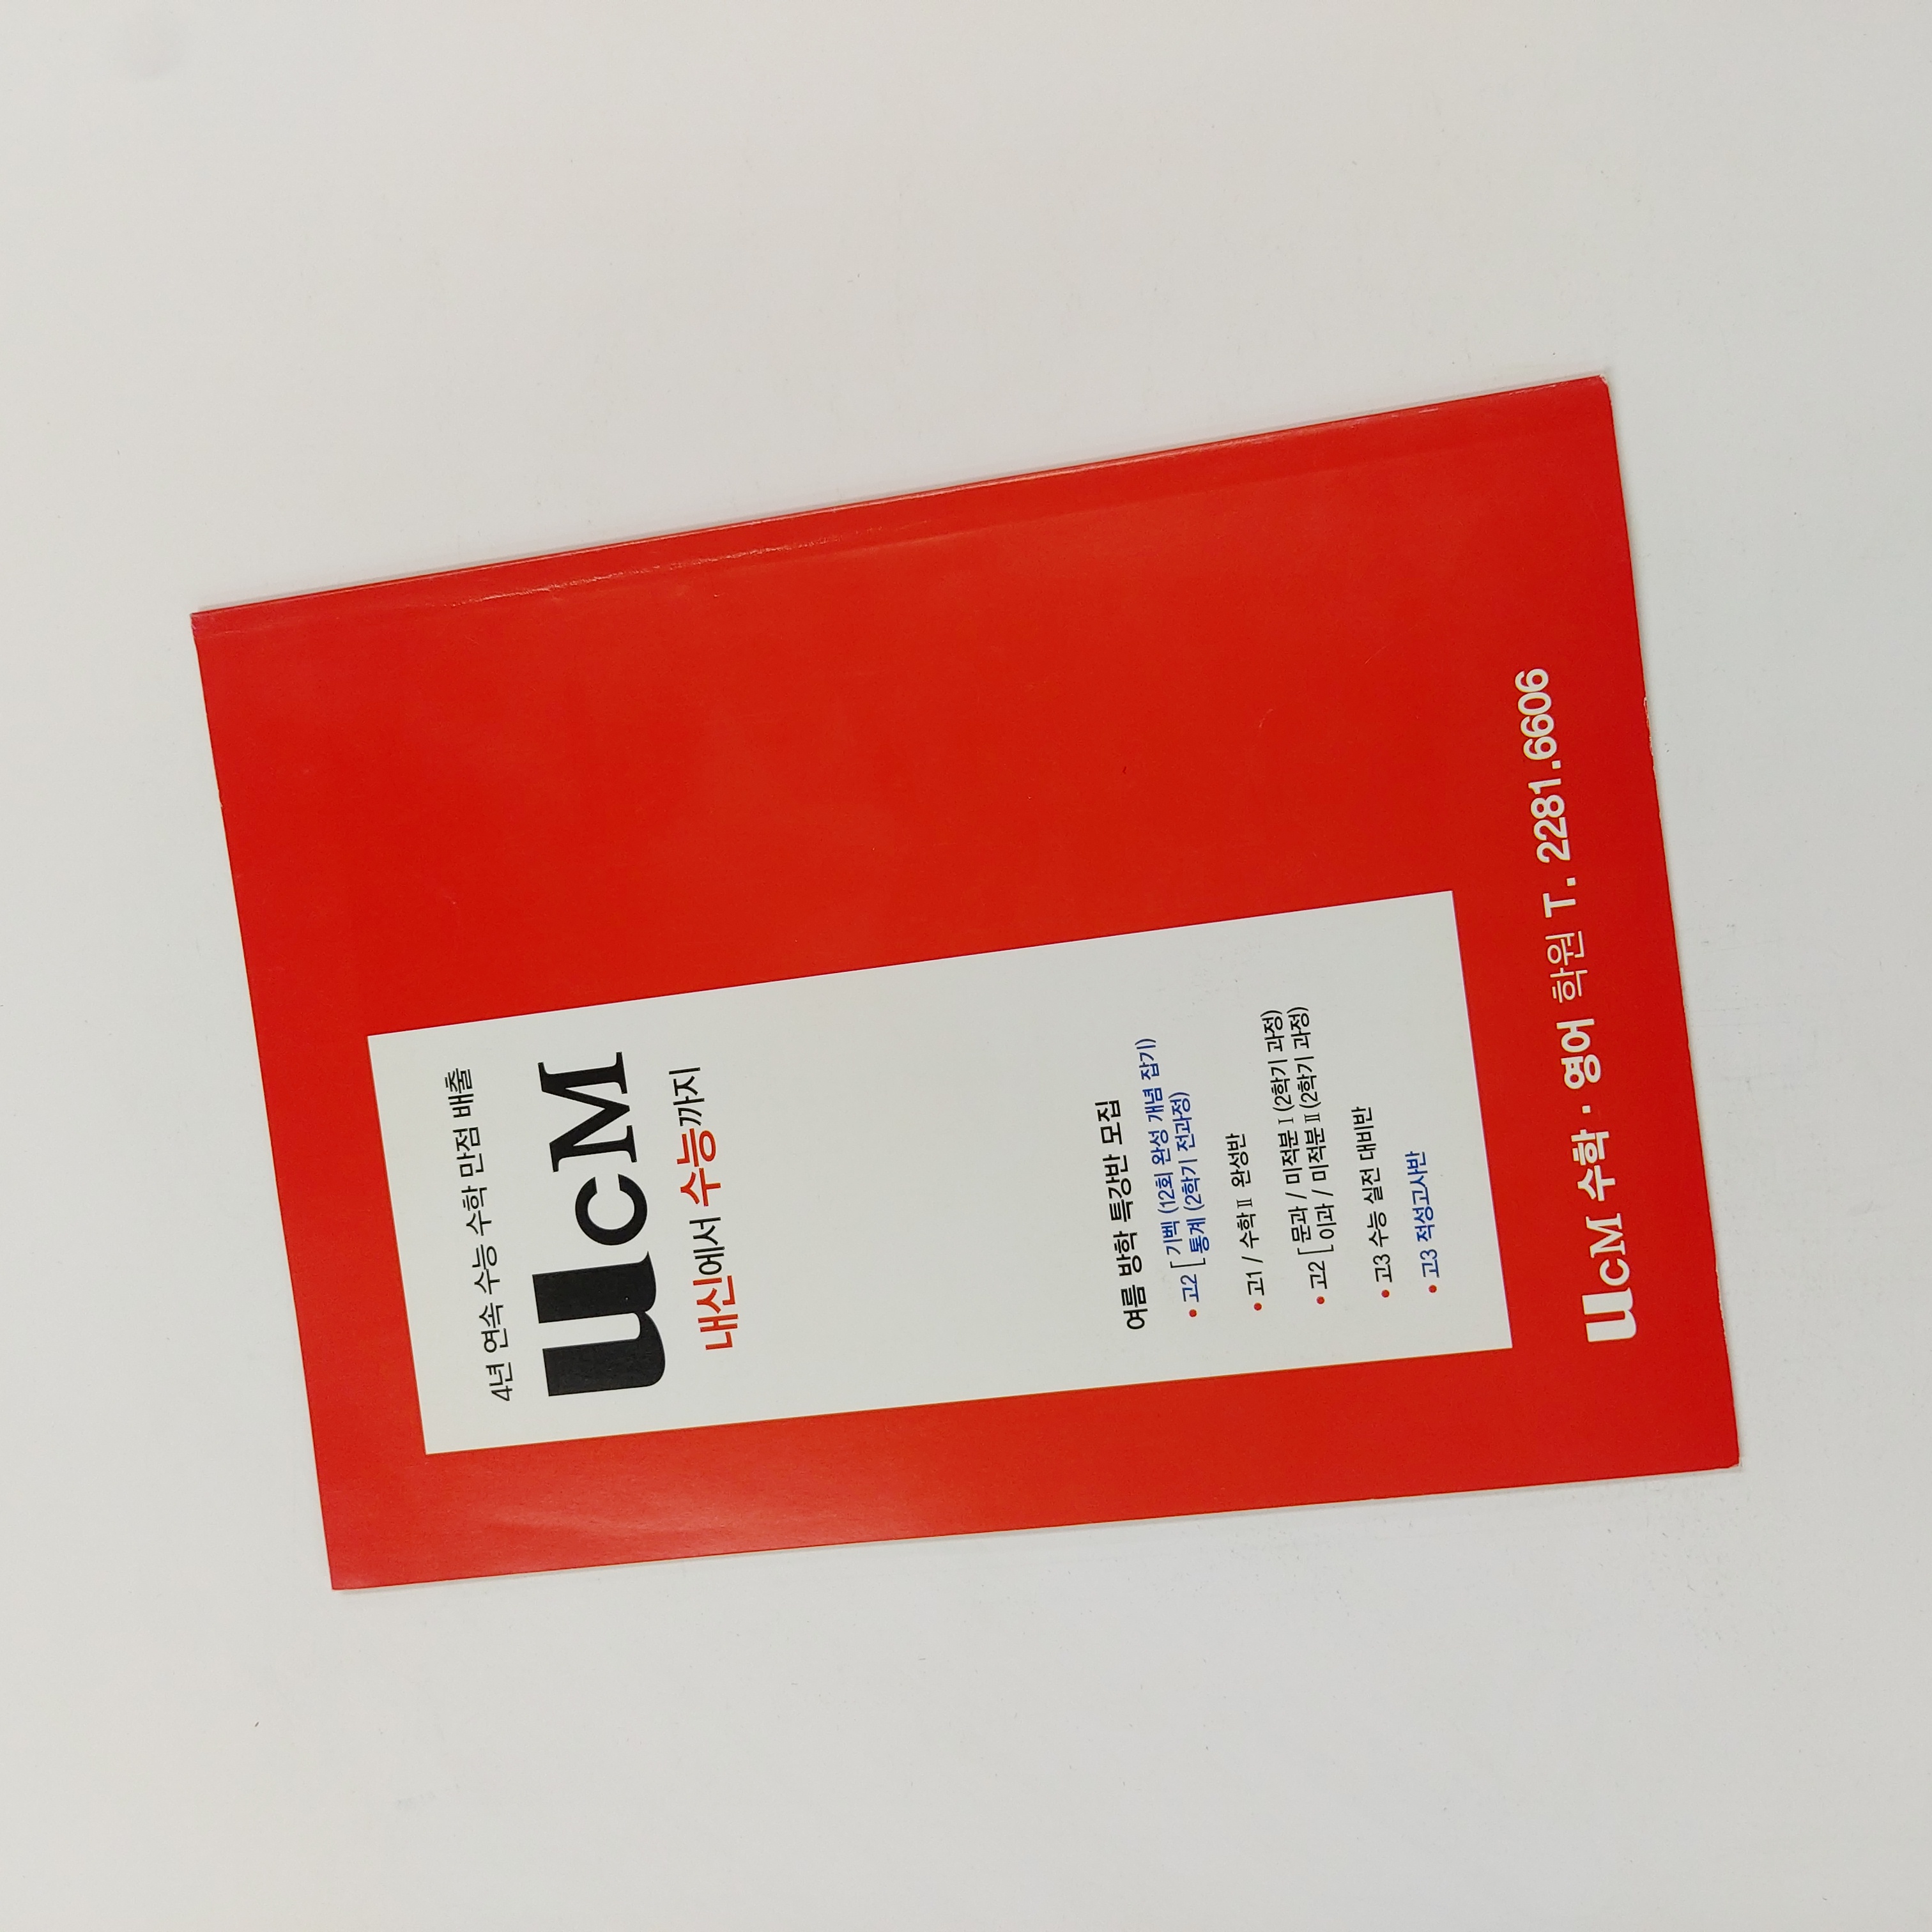 4년 연속 수능 수학 만점 배출
ucM
내신에서 수능까지
여름 방학 특강반 모집
• 고2 [ 기벡 (12회 완성 개념 잡기)
통계 (2학기 전과정)
• 고1 / 수학Ⅱ 완성반
• 고2 [ 문과 / 미적분Ⅰ(2학기 과정)
이과 / 미적분Ⅱ(2학기 과정)
• 고3 수능 실전 대비반
• 고3 적성고사반
ucM 수학 · 영어 학원 T. 2281.6606